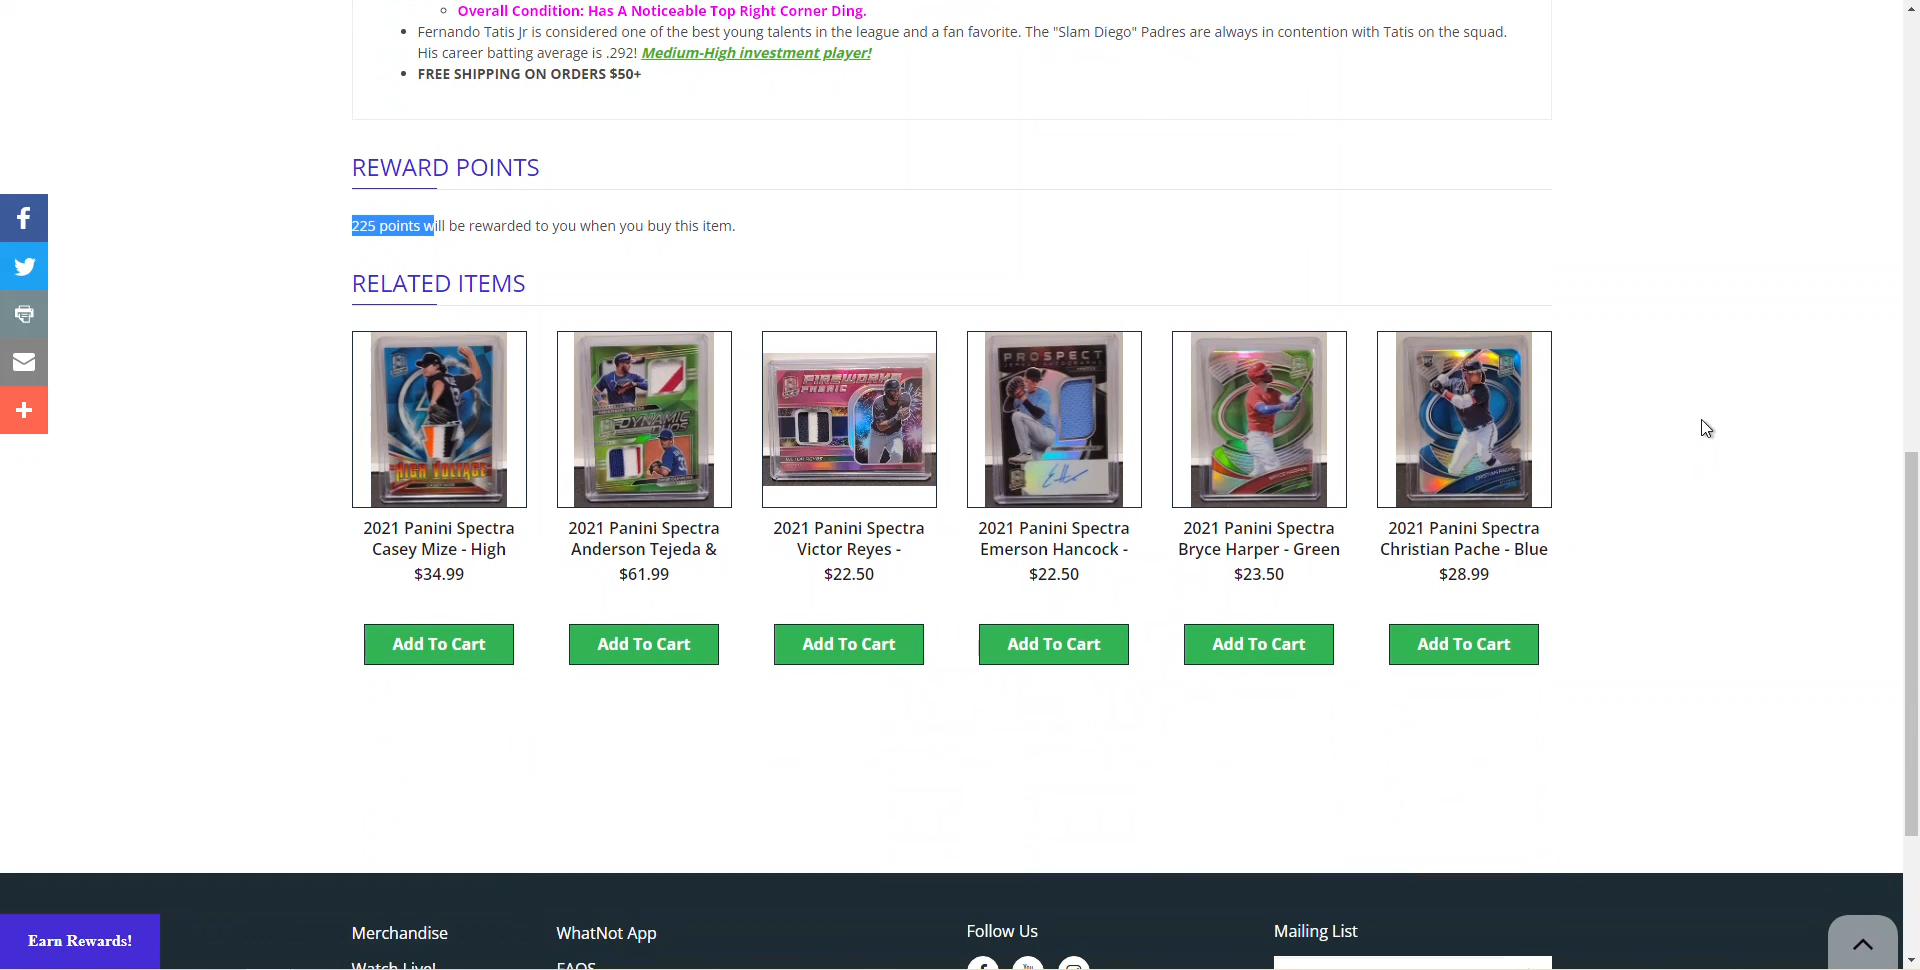 Overall Condition: Has A Noticeable Top Right Corner Ding.
Fernando Tatis Jr is considered one of the best young talents in the league and a fan favorite. The "Slam Diego" Padres are always in contention with Tatis on the squad.
His career batting average is .292! Medium-High investment player!
FREE SHIPPING ON ORDERS $50+
REWARD POINTS
225 points will be rewarded to you when you buy this item.
RELATED ITEMS
HIGH VOLTAGE
DYNAMIC DUOS
FIREWORKS FABRIC
PROSPECT
2021 Panini Spectra Casey Mize - High
$34.99
2021 Panini Spectra Anderson Tejeda &
$61.99
2021 Panini Spectra Victor Reyes -
$22.50
2021 Panini Spectra Emerson Hancock -
$22.50
2021 Panini Spectra Bryce Harper - Green
$23.50
2021 Panini Spectra Christian Pache - Blue
$28.99
Add To Cart
Add To Cart
Add To Cart
Add To Cart
Add To Cart
Add To Cart
Merchandise
WhatNot App
Follow Us
Mailing List
Watch Live!
FAQS
Earn Rewards!